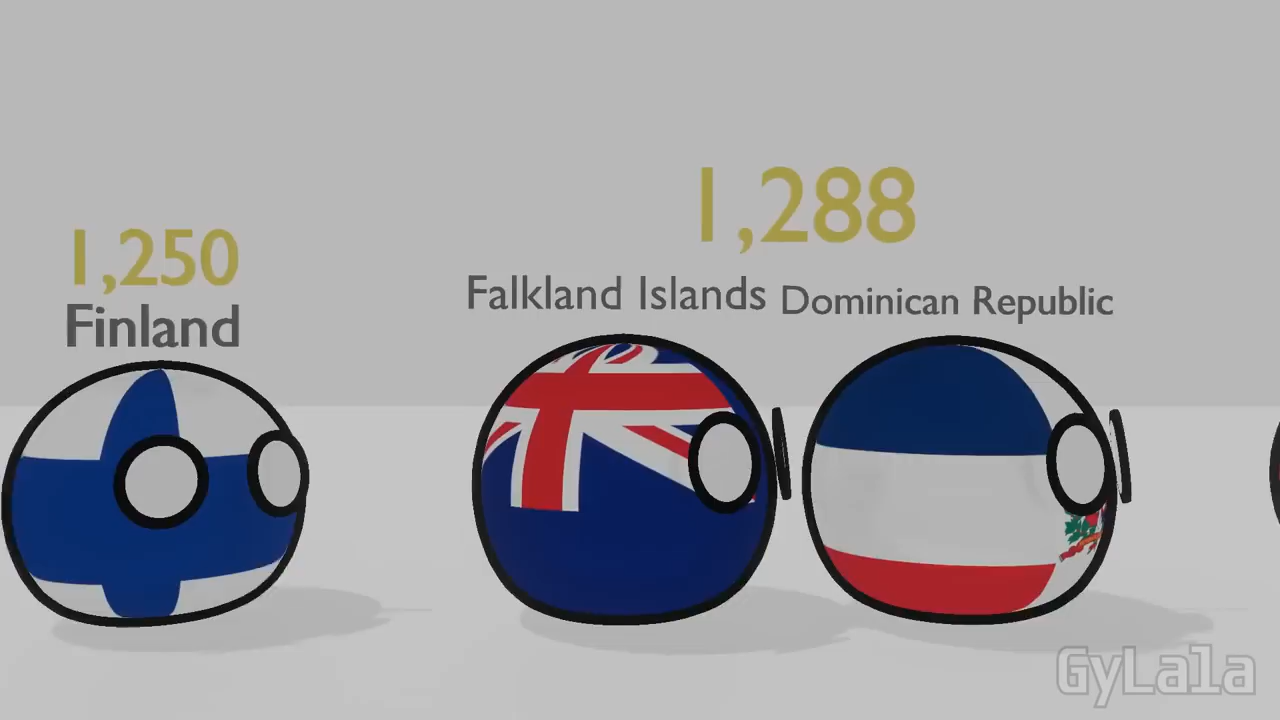 1,250
Finland
1,288
Falkland Islands
Dominican Republic
GyLala